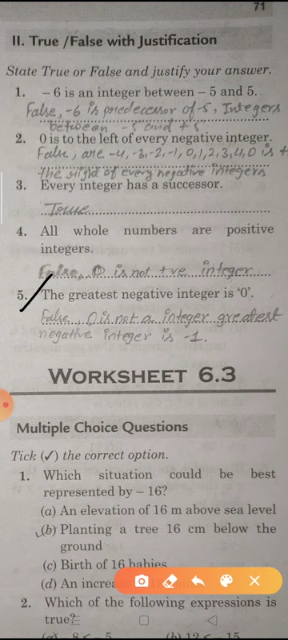 71
II. True /False with Justification
State True or False and justify your answer.
1. – 6 is an integer between – 5 and 5.
False, -6 is predecessor of -5, Integers
between -5 and +5
2. 0 is to the left of every negative integer.
False, are -4, -3, -2, -1, 0, 1, 2, 3, 4, 0 is +
the right of every negative integers
3. Every integer has a successor.
True
4. All whole numbers are positive
integers.
False, 0 is not +ve integer
5. The greatest negative integer is '0'.
False 0 is not a integer greatest
negative integer is -1.
WORKSHEET 6.3
Multiple Choice Questions
Tick (✓) the correct option.
1. Which situation could be best
represented by – 16?
(a) An elevation of 16 m above sea level
(b) Planting a tree 16 cm below the
ground
(c) Birth of 16 babies
(d) An
2. Which of the following expressions is
true?